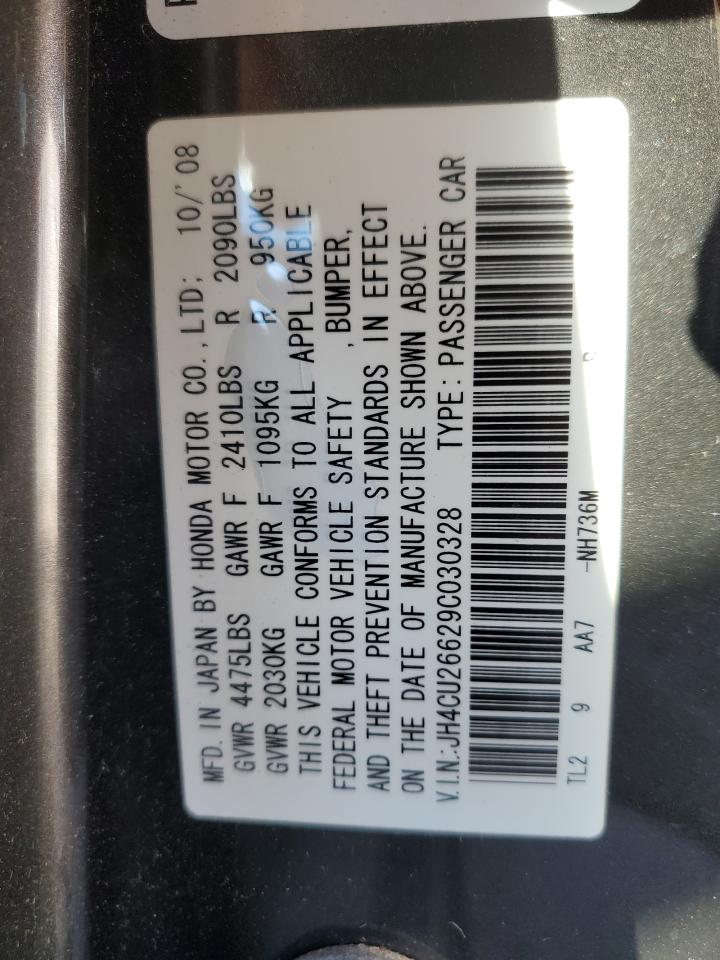 MFD. IN JAPAN BY HONDA MOTOR CO., LTD; 10/'08
GVWR 4475LBS GAWR F 2410LBS R 2090LBS
GVWR 2030KG GAWR F 1095KG R 950KG
THIS VEHICLE CONFORMS TO ALL APPLICABLE
FEDERAL MOTOR VEHICLE SAFETY ,BUMPER,
AND THEFT PREVENTION STANDARDS IN EFFECT
ON THE DATE OF MANUFACTURE SHOWN ABOVE.
V.I.N.:JH4CU26629C030328 TYPE: PASSENGER CAR
TL2 9 AA7 -NH736M